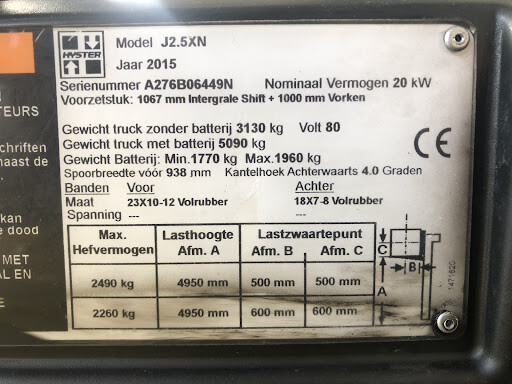 HYSTER
Model J2.5XN
Jaar 2015
Serienummer A276B06449N Nominaal Vermogen 20 kW
Voorzetstuk: 1067 mm Intergrale Shift + 1000 mm Vorken
Gewicht truck zonder batterij 3130 kg Volt 80
Gewicht truck met batterij 5090 kg
Gewicht Batterij: Min.1770 kg Max.1960 kg
Spoorbreedte vóór 938 mm Kantelhoek Achterwaarts 4.0 Graden
CE
Banden Voor Achter
Maat 23X10-12 Volrubber 18X7-8 Volrubber
Spanning --- ---
Max. Lasthoogte Lastzwaartepunt
Hefvermogen Afm. A Afm. B Afm. C
2490 kg 4950 mm 500 mm 500 mm
2260 kg 4950 mm 600 mm 600 mm
C
B
A
1471620
TEURS
chriften
naast de
kan
e dood
MET
AL EN